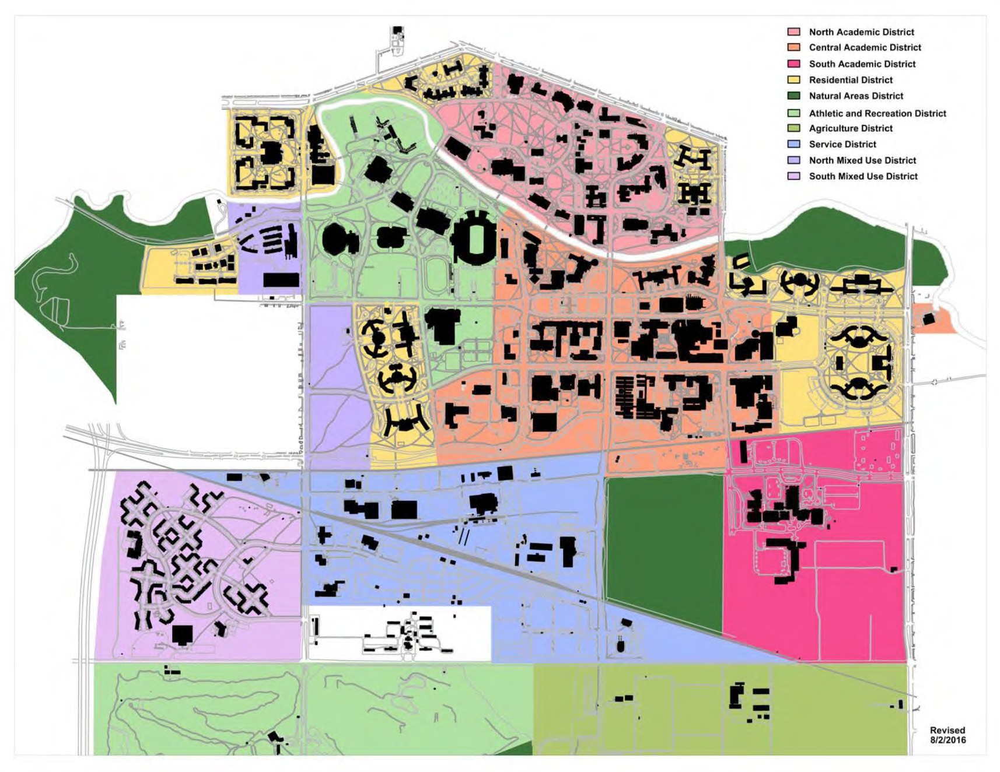 North Academic District
Central Academic District
South Academic District
Residential District
Natural Areas District
Athletic and Recreation District
Agriculture District
Service District
North Mixed Use District
South Mixed Use District
Revised
8/2/2016